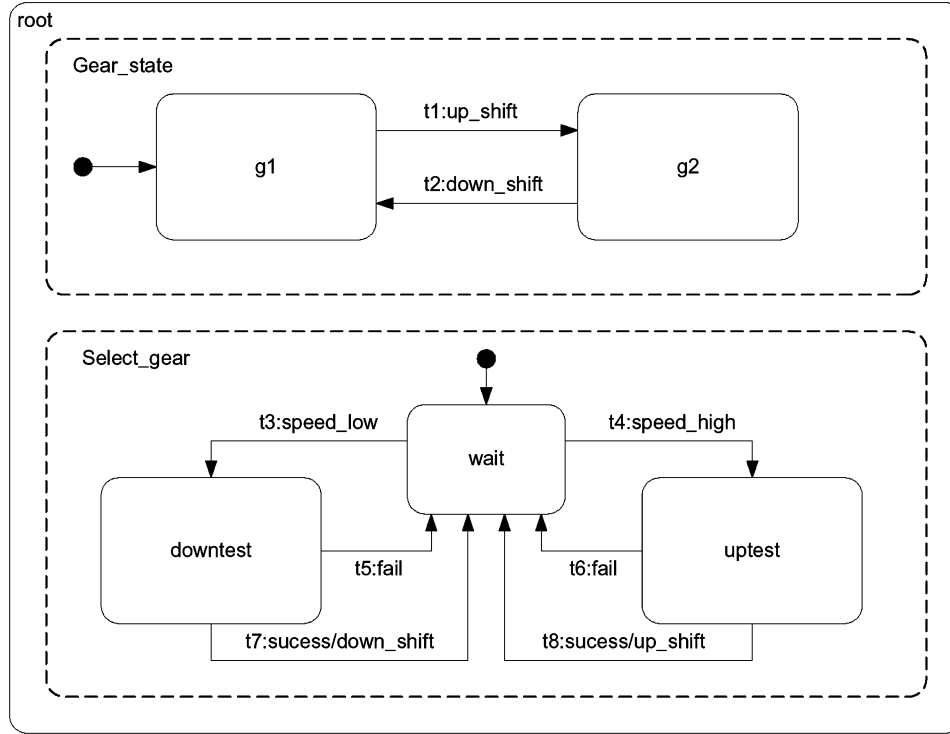 root
Gear_state
t1:up_shift
g1
g2
t2:down_shift
Select_gear
t3:speed_low
t4:speed_high
wait
downtest
uptest
t5:fail
t6:fail
t7:sucess/down_shift
t8:sucess/up_shift